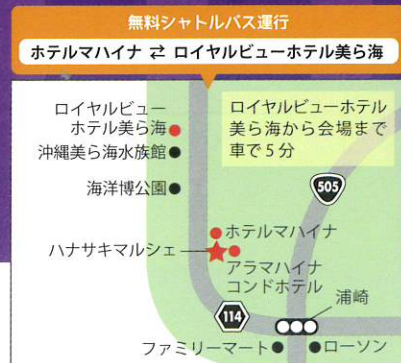 無料シャトルバス運行
ホテルマハイナ ⇄ ロイヤルビューホテル美ら海
ロイヤルビュー
ホテル美ら海
沖縄美ら海水族館
海洋博公園
ロイヤルビューホテル
美ら海から会場まで
車で5分
505
ホテルマハイナ
ハナサキマルシェ
アラマハイナ
コンドホテル
114
浦崎
ファミリーマート
ローソン